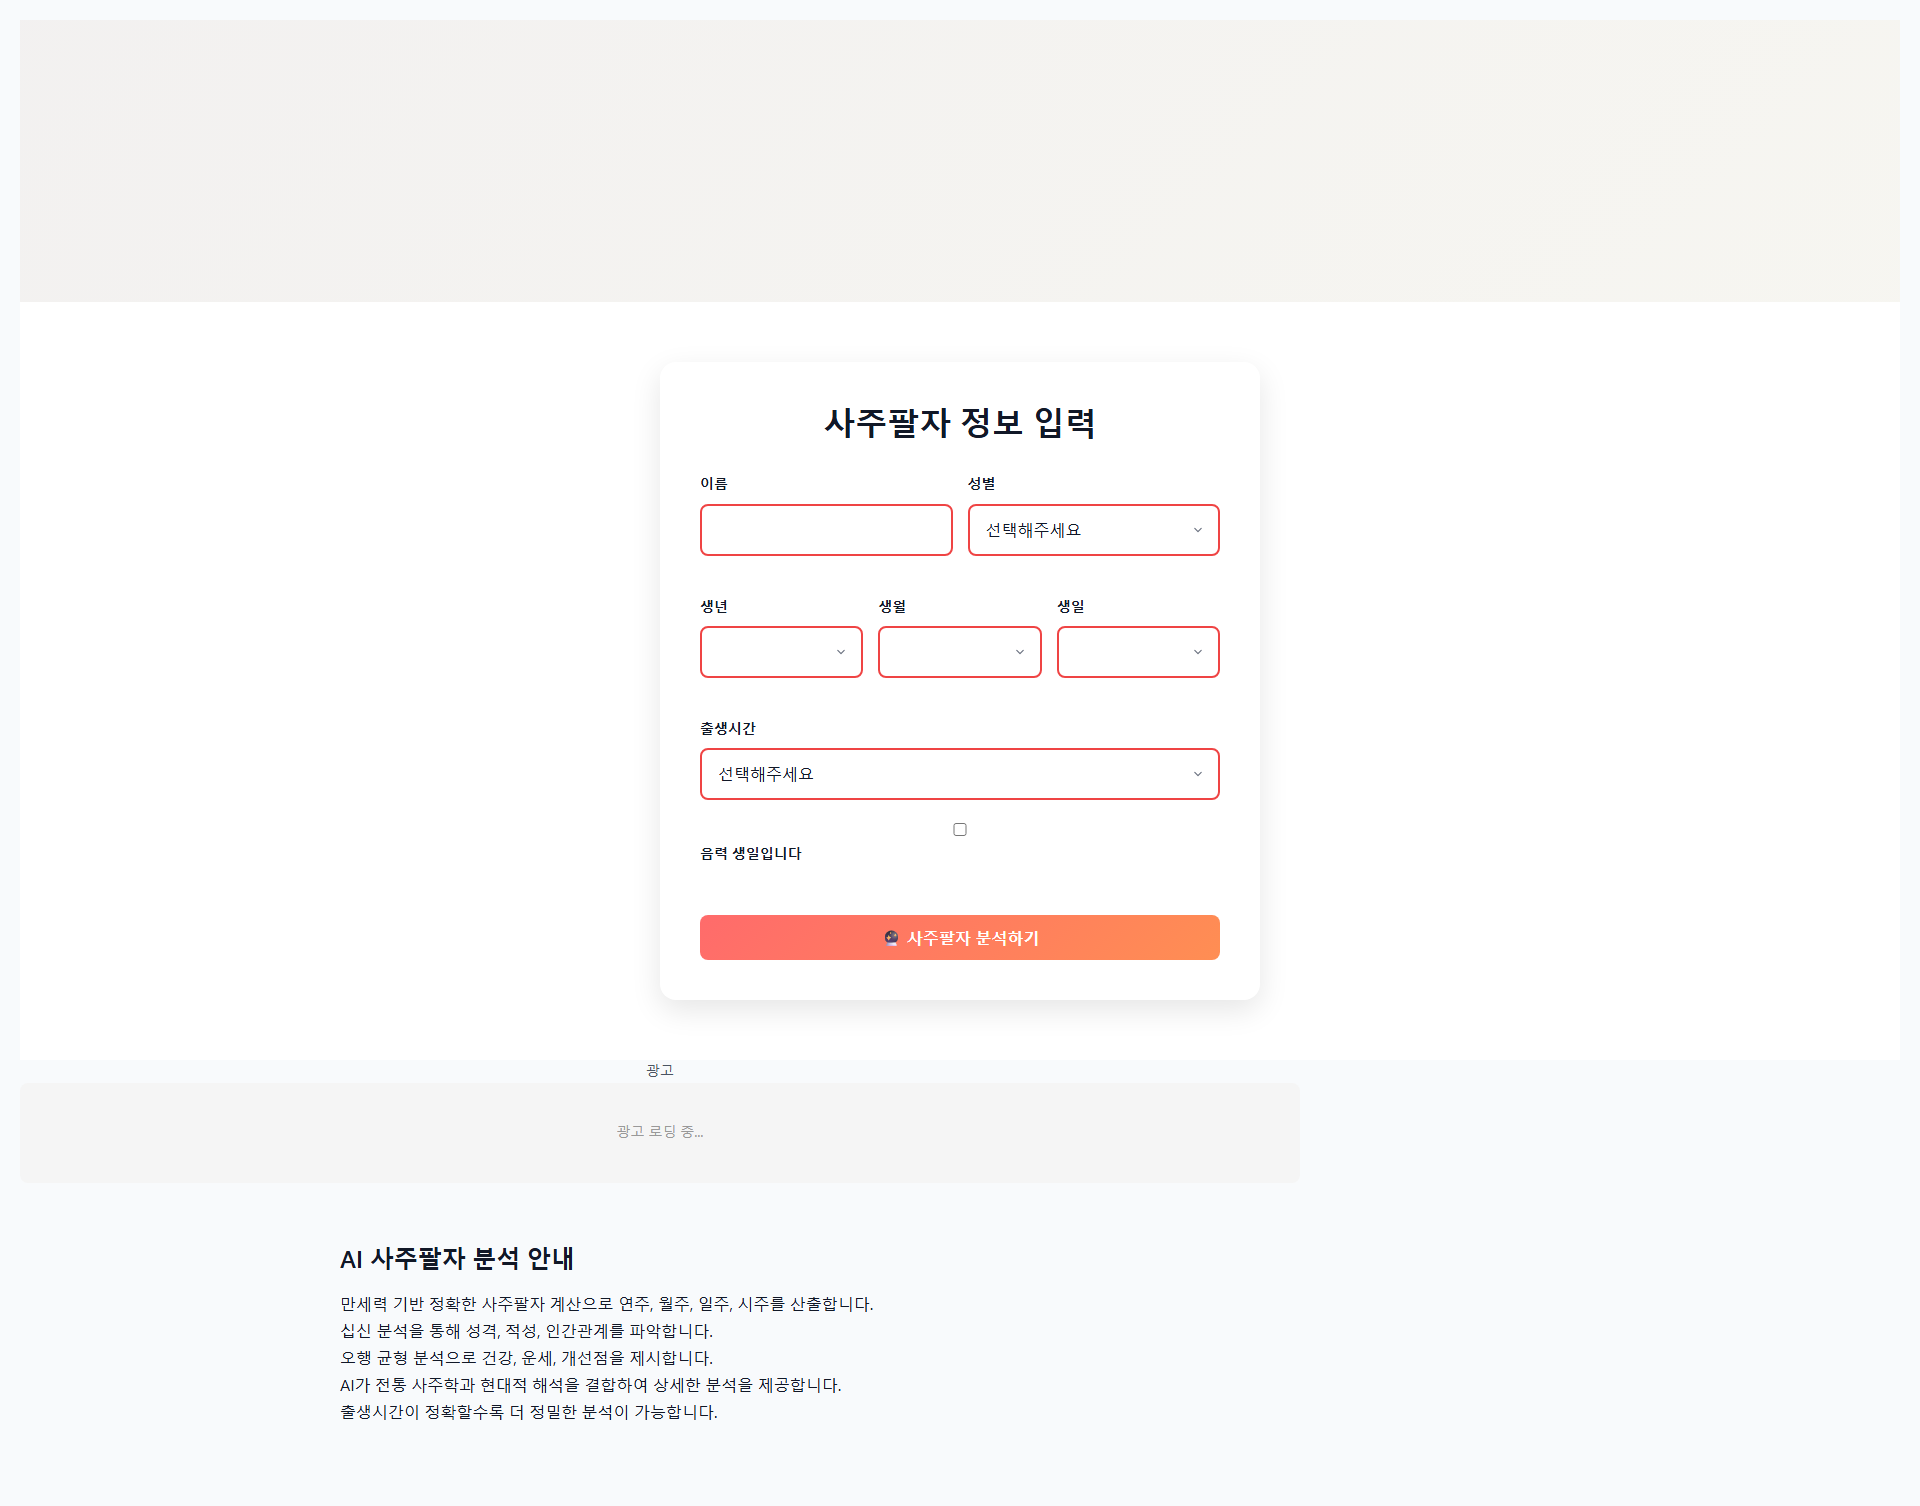 사주팔자 정보 입력
이름
성별
선택해주세요
생년
생월
생일
출생시간
선택해주세요
음력 생일입니다
🔮 사주팔자 분석하기
광고
광고 로딩 중...
AI 사주팔자 분석 안내
만세력 기반 정확한 사주팔자 계산으로 연주, 월주, 일주, 시주를 산출합니다.
십신 분석을 통해 성격, 적성, 인간관계를 파악합니다.
오행 균형 분석으로 건강, 운세, 개선점을 제시합니다.
AI가 전통 사주학과 현대적 해석을 결합하여 상세한 분석을 제공합니다.
출생시간이 정확할수록 더 정밀한 분석이 가능합니다.